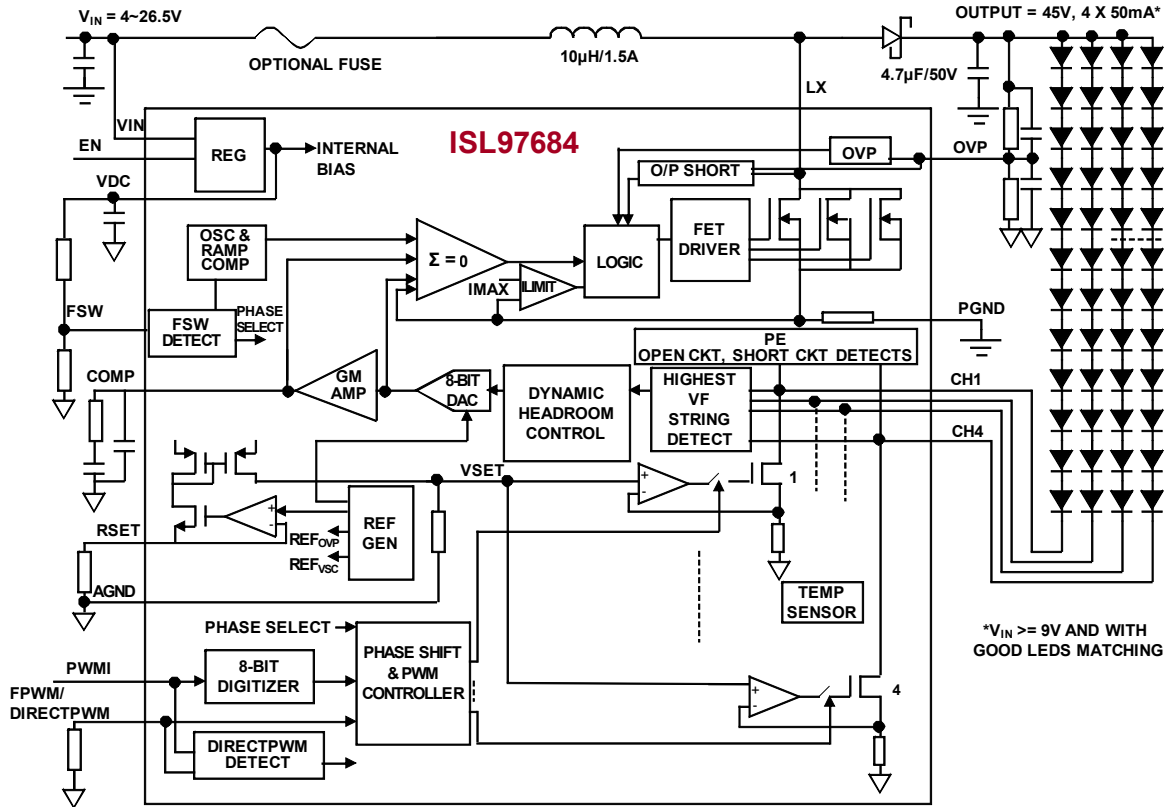 V_IN = 4~26.5V
OUTPUT = 45V, 4 X 50mA*
OPTIONAL FUSE
10µH/1.5A
4.7µF/50V
LX
VIN
ISL97684
EN
REG
INTERNAL
BIAS
OVP
OVP
O/P SHORT
VDC
OSC &
RAMP
COMP
Σ = 0
LOGIC
FET
DRIVER
IMAX
ILIMIT
FSW
FSW
DETECT
PHASE
SELECT
PGND
PE
OPEN CKT, SHORT CKT DETECTS
COMP
GM
AMP
8-BIT
DAC
DYNAMIC
HEADROOM
CONTROL
HIGHEST
VF
STRING
DETECT
CH1
CH4
VSET
+
-
1
RSET
+
-
REF
GEN
REF_OVP
REF_VSC
AGND
TEMP
SENSOR
PHASE SELECT
*V_IN >= 9V AND WITH
GOOD LEDS MATCHING
PWMI
8-BIT
DIGITIZER
PHASE SHIFT
& PWM
CONTROLLER
+
-
4
FPWM/
DIRECTPWM
DIRECTPWM
DETECT